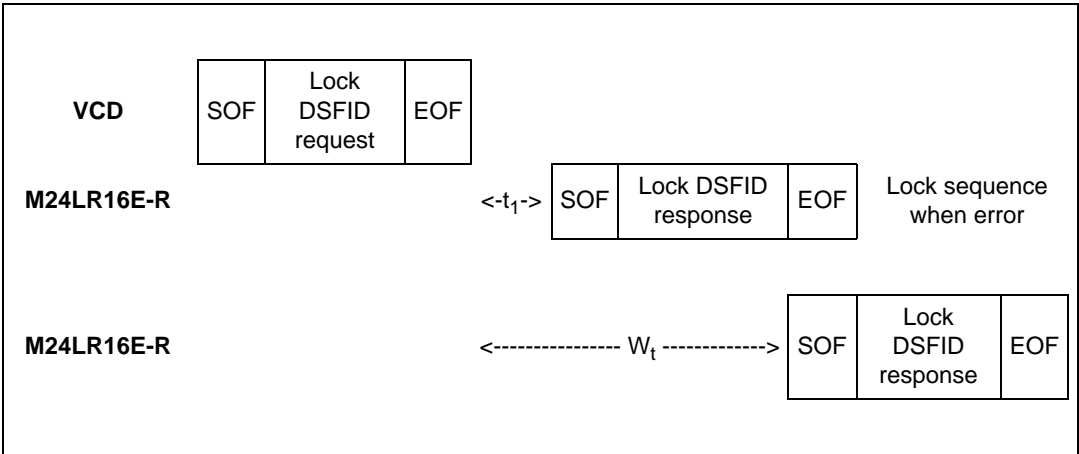 VCD SOF Lock DSFID request EOF
M24LR16E-R <-t₁-> SOF Lock DSFID response EOF Lock sequence when error
M24LR16E-R <---------------- Wₜ -------------> SOF Lock DSFID response EOF